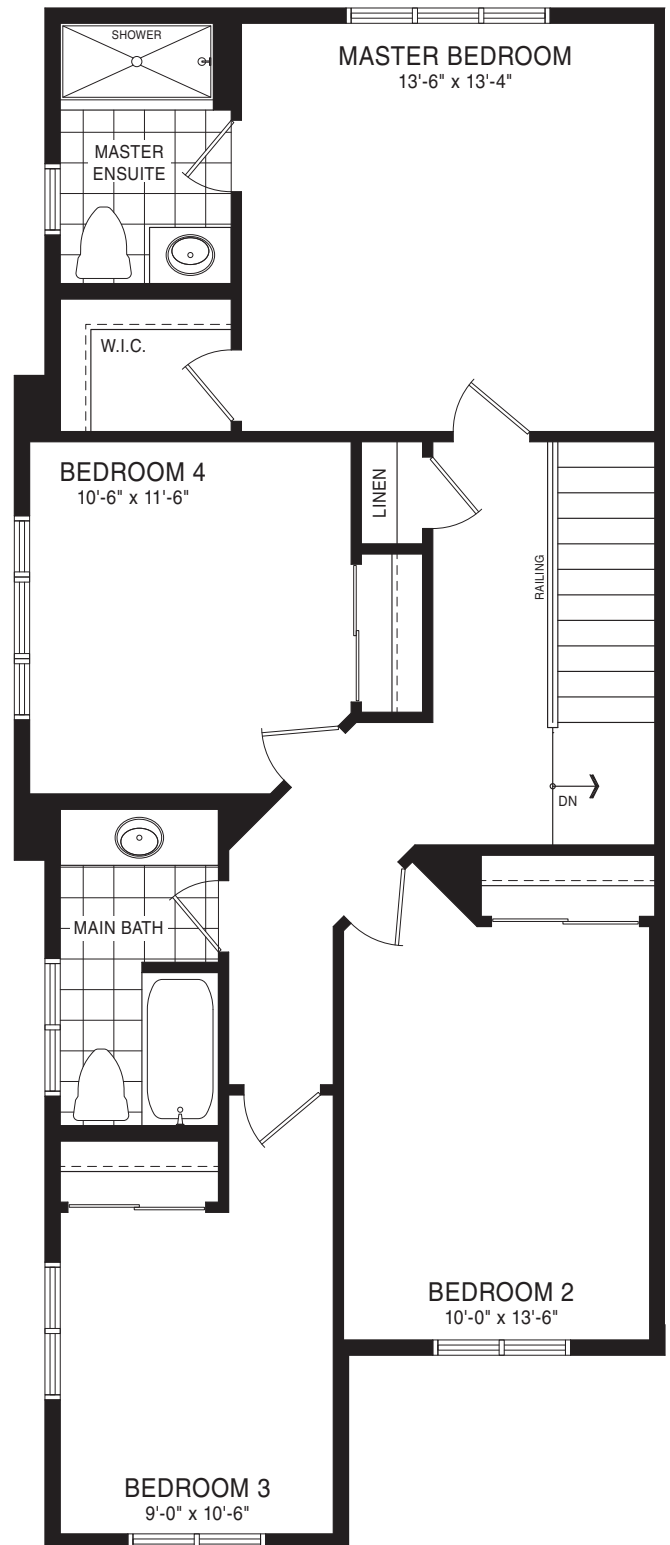 SHOWER
MASTER BEDROOM
13'-6" x 13'-4"
MASTER
ENSUITE
W.I.C.
BEDROOM 4
10'-6" x 11'-6"
LINEN
RAILING
DN
MAIN BATH
BEDROOM 2
10'-0" x 13'-6"
BEDROOM 3
9'-0" x 10'-6"